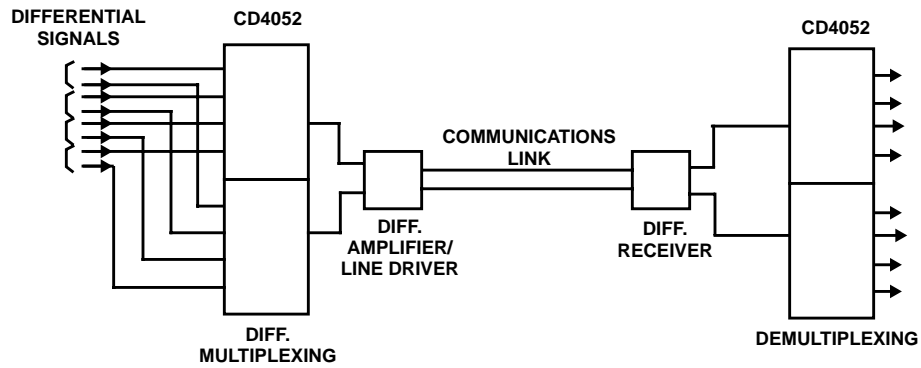 DIFFERENTIAL
SIGNALS
CD4052
DIFF.
MULTIPLEXING
DIFF.
AMPLIFIER/
LINE DRIVER
COMMUNICATIONS
LINK
DIFF.
RECEIVER
CD4052
DEMULTIPLEXING